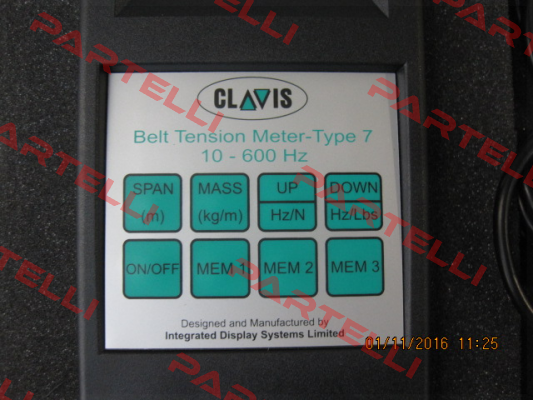 CLAVIS
Belt Tension Meter-Type 7
10 - 600 Hz
SPAN (m)
MASS (kg/m)
UP Hz/N
DOWN Hz/Lbs
ON/OFF
MEM 1
MEM 2
MEM 3
Designed and Manufactured by
Integrated Display Systems Limited
01/11/2016 11:25
PARTELLI
PARTELLI
PARTELLI
PARTELLI
PARTELLI
PARTELLI